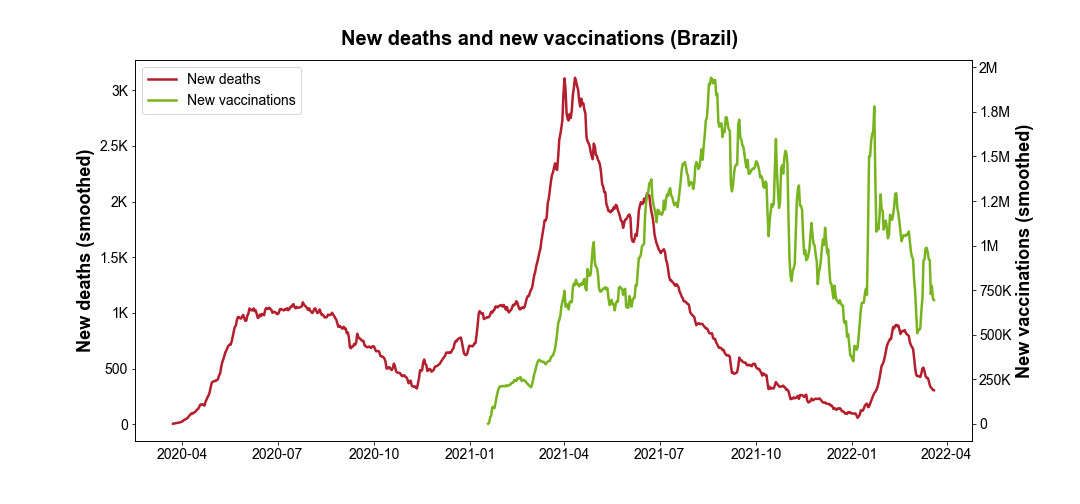 New deaths and new vaccinations (Brazil)
New deaths
New vaccinations
New deaths (smoothed)
3K
2.5K
2K
1.5K
1K
500
0
2M
1.8M
1.5M
1.2M
1M
750K
500K
250K
0
New vaccinations (smoothed)
2020-04 2020-07 2020-10 2021-01 2021-04 2021-07 2021-10 2022-01 2022-04